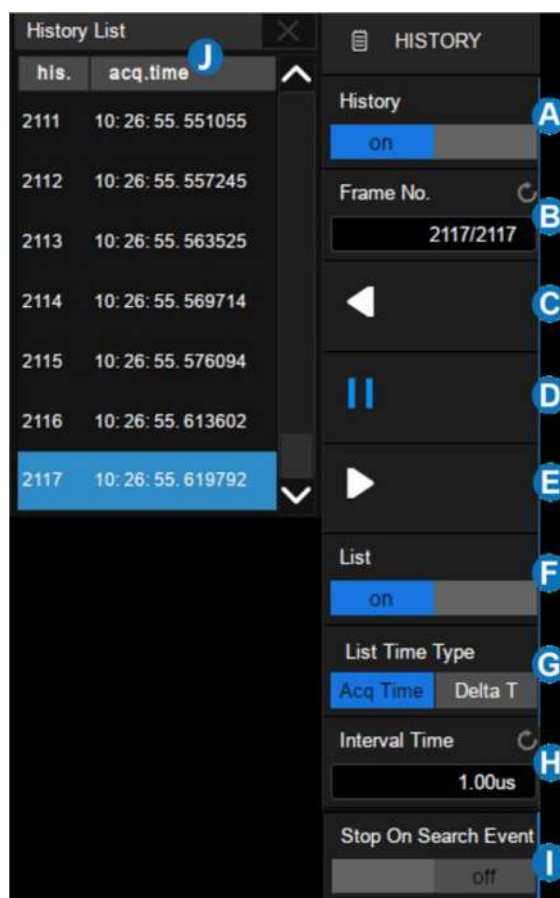 History List
J
his. acq.time
2111 10:26:55.551055
2112 10:26:55.557245
2113 10:26:55.563525
2114 10:26:55.569714
2115 10:26:55.576094
2116 10:26:55.613602
2117 10:26:55.619792
HISTORY
History
A
on
Frame No.
B
2117/2117
C
D
E
List
F
on
List Time Type
G
Acq Time Delta T
Interval Time
H
1.00us
Stop On Search Event
I
off